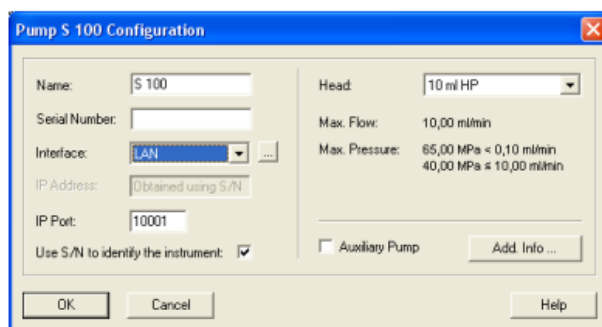 Pump S 100 Configuration
Name: S 100
Serial Number:
Interface: LAN ...
IP Address: Obtained using S/N
IP Port: 10001
Use S/N to identify the instrument:
Head: 10 ml HP
Max. Flow: 10,00 ml/min
Max. Pressure: 65,00 MPa < 0,10 ml/min
40,00 MPa ≤ 10,00 ml/min
Auxiliary Pump Add. Info ...
OK Cancel Help